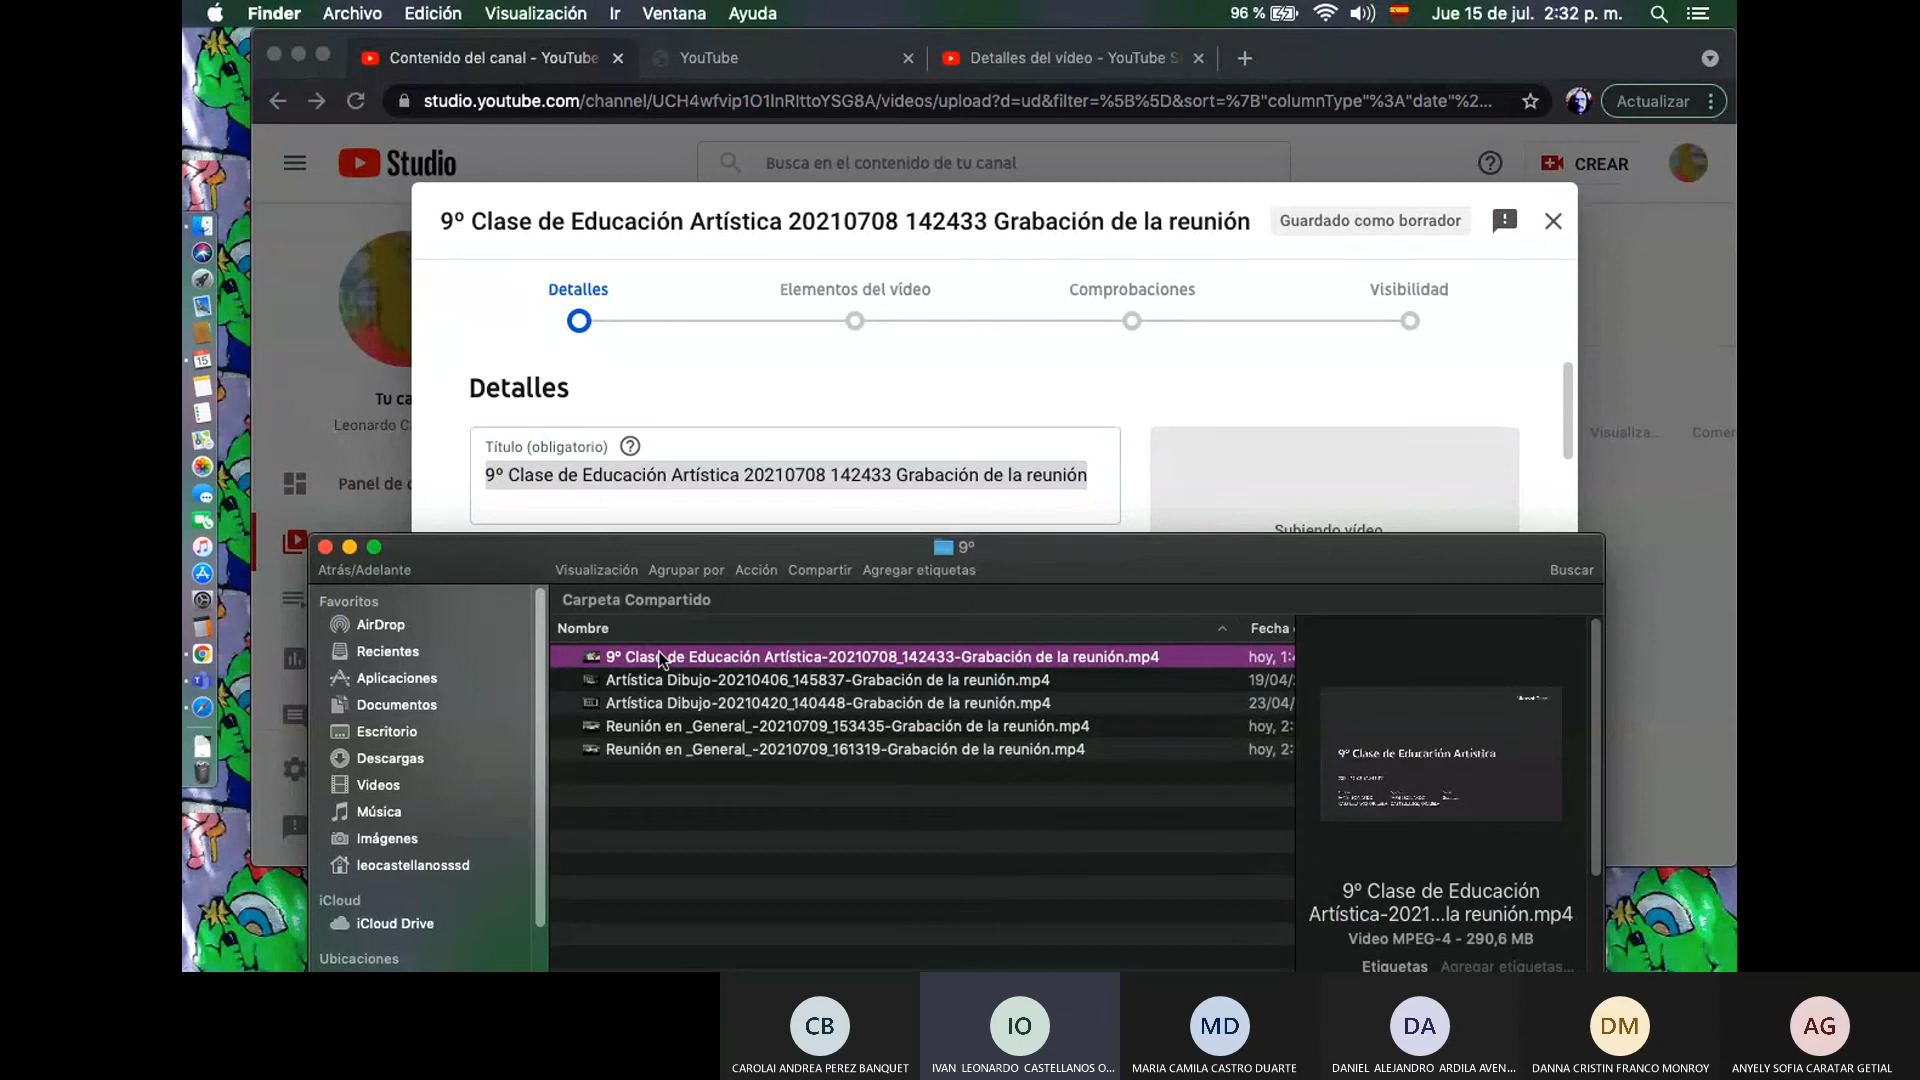 Finder Archivo Edición Visualización Ir Ventana Ayuda 96 % Jue 15 de jul. 2:32 p. m.
Contenido del canal - YouTube YouTube Detalles del vídeo - YouTube S
studio.youtube.com/channel/UCH4wfvip1O1InRIttoYSG8A/videos/upload?d=ud&filter=%5B%5D&sort=%7B"columnType"%3A"date"%2... Actualizar
Studio Busca en el contenido de tu canal CREAR
9º Clase de Educación Artística 20210708 142433 Grabación de la reunión Guardado como borrador
Detalles Elementos del vídeo Comprobaciones Visibilidad
Detalles
Tu ca
Leonardo C
Visualiza... Comer
Título (obligatorio)
9º Clase de Educación Artística 20210708 142433 Grabación de la reunión
Panel de c
Subiendo vídeo
9º
Atrás/Adelante Visualización Agrupar por Acción Compartir Agregar etiquetas Buscar
Favoritos
AirDrop
Recientes
Aplicaciones
Documentos
Escritorio
Descargas
Videos
Música
Imágenes
leocastellanosssd
iCloud
iCloud Drive
Ubicaciones
Carpeta Compartido
Nombre Fecha
9º Clase de Educación Artística-20210708_142433-Grabación de la reunión.mp4 hoy, 1:4
Artística Dibujo-20210406_145837-Grabación de la reunión.mp4 19/04/
Artística Dibujo-20210420_140448-Grabación de la reunión.mp4 23/04/
Reunión en _General_-20210709_153435-Grabación de la reunión.mp4 hoy, 2:
Reunión en _General_-20210709_161319-Grabación de la reunión.mp4 hoy, 2:
9º Clase de Educación Artística
9º Clase de Educación
Artística-2021...la reunión.mp4
Video MPEG-4 - 290,6 MB
Etiquetas Agregar etiquetas...
15
CB IO MD DA DM AG
CAROLAI ANDREA PEREZ BANQUET IVAN LEONARDO CASTELLANOS O... MARIA CAMILA CASTRO DUARTE DANIEL ALEJANDRO ARDILA AVEN... DANNA CRISTIN FRANCO MONROY ANYELY SOFIA CARATAR GETIAL